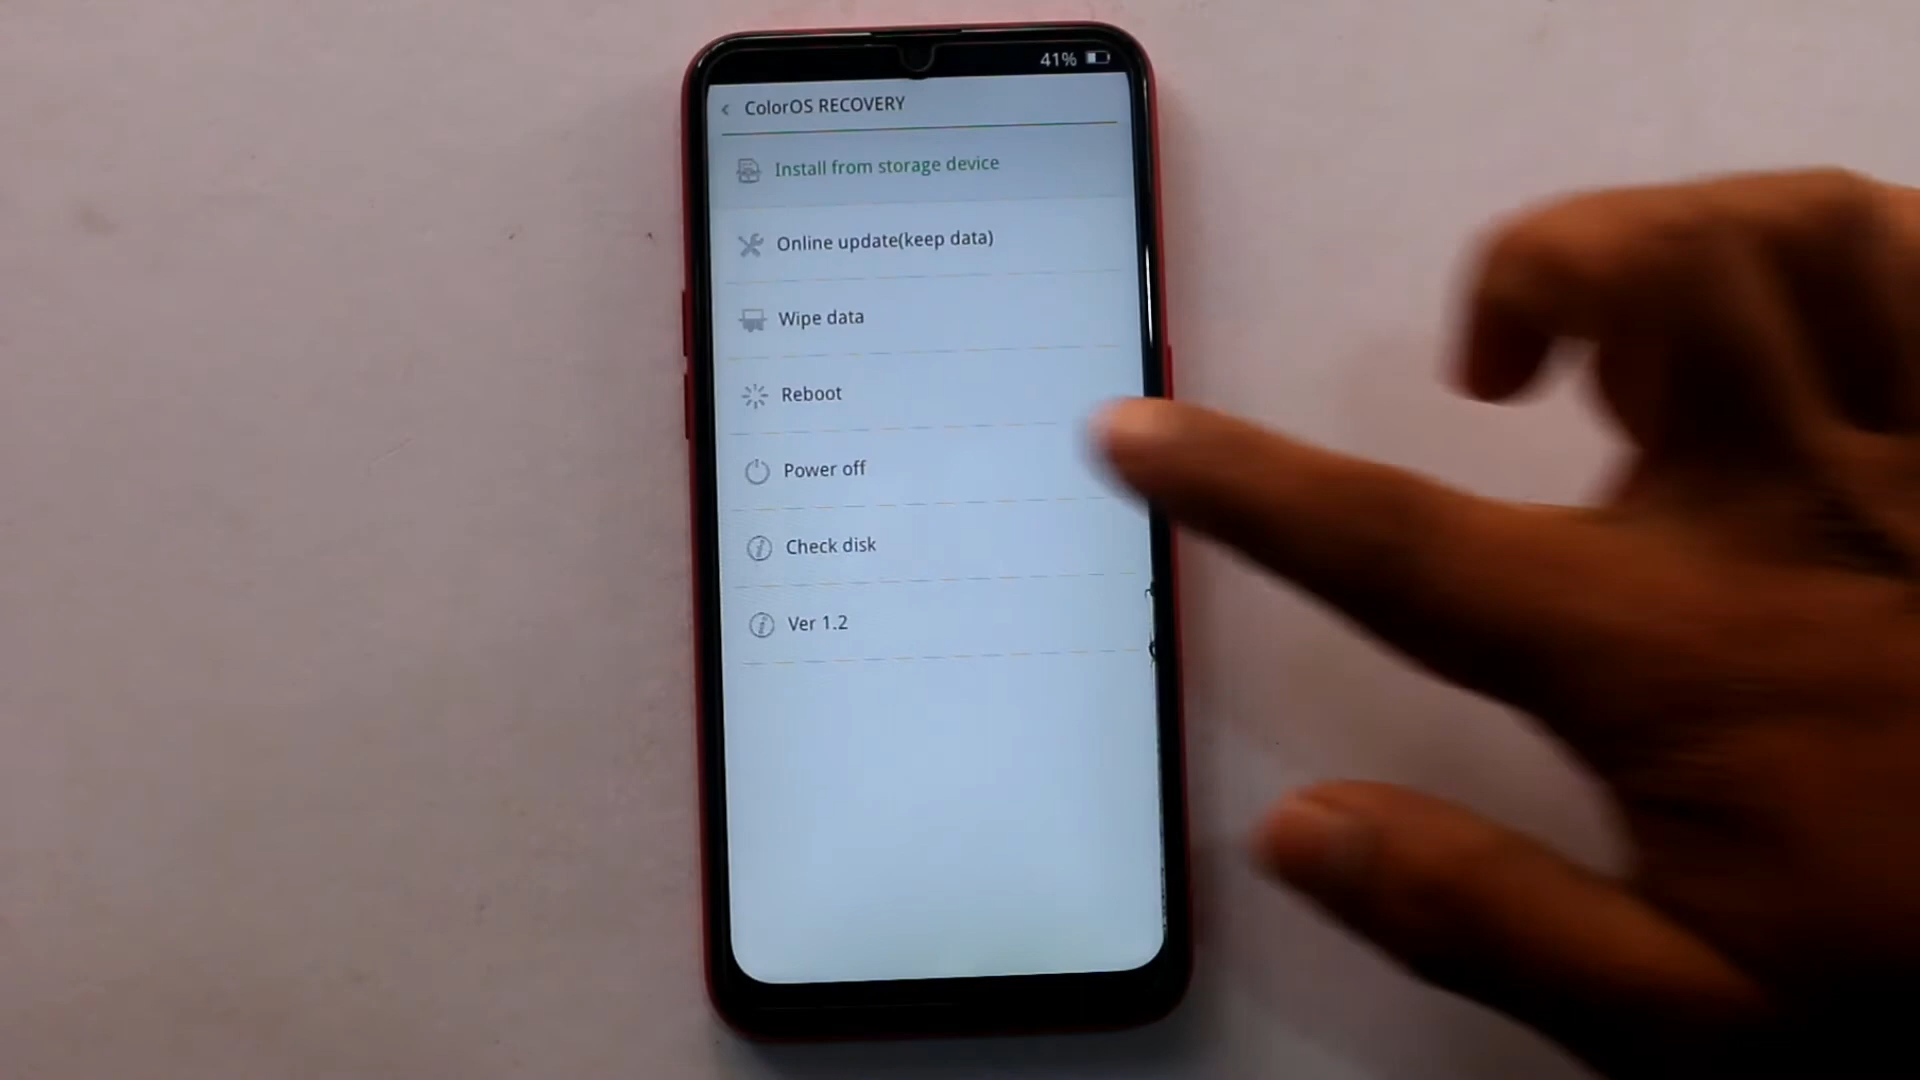 41%
ColorOS RECOVERY
Install from storage device
Online update(keep data)
Wipe data
Reboot
Power off
Check disk
Ver 1.2